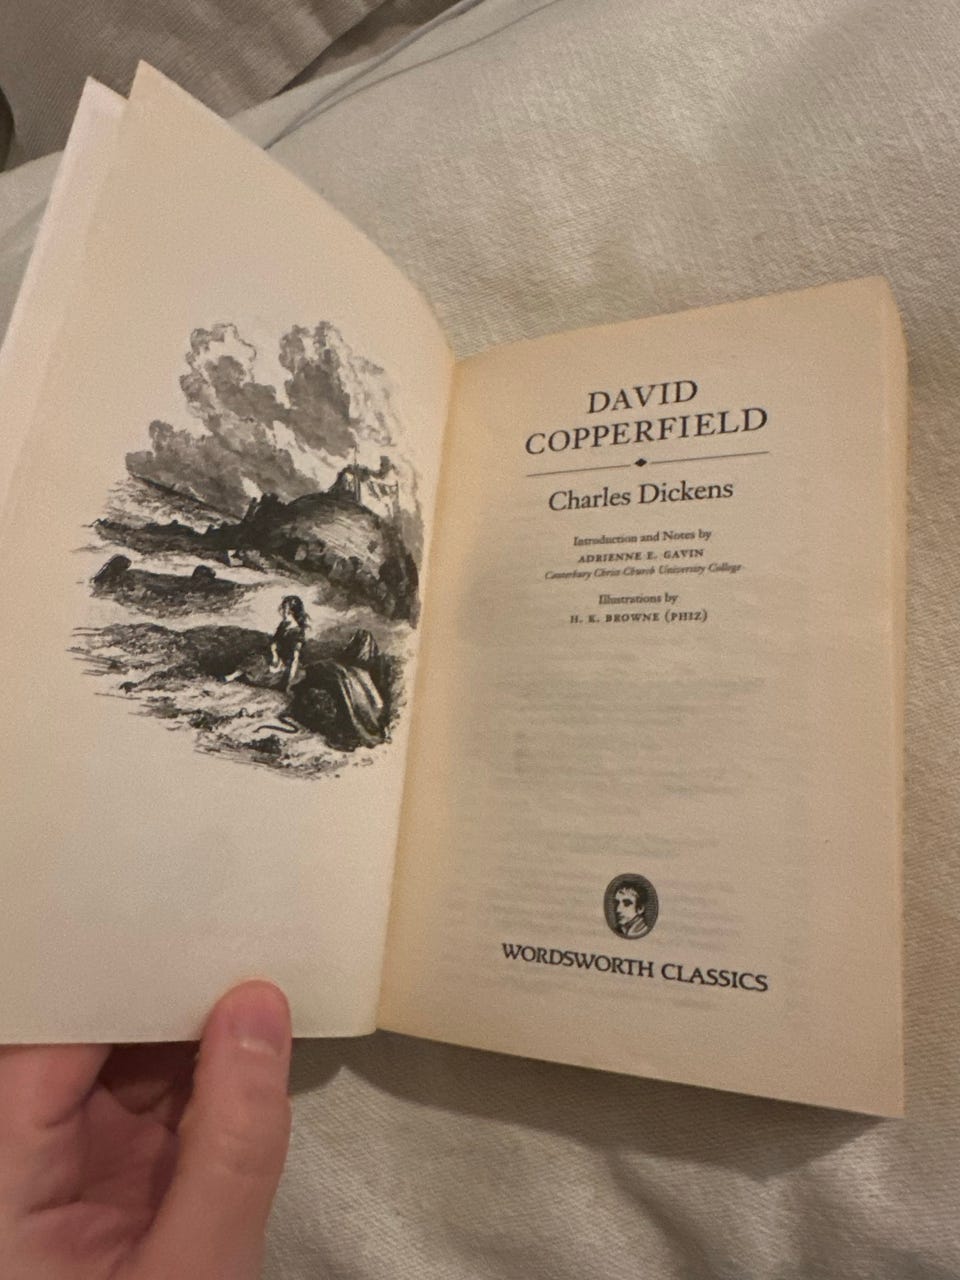 DAVID
COPPERFIELD
Charles Dickens
Introduction and Notes by
ADRIENNE E. GAVIN
Canterbury Christ Church University College
Illustrations by
H. K. BROWNE (PHIZ)
WORDSWORTH CLASSICS